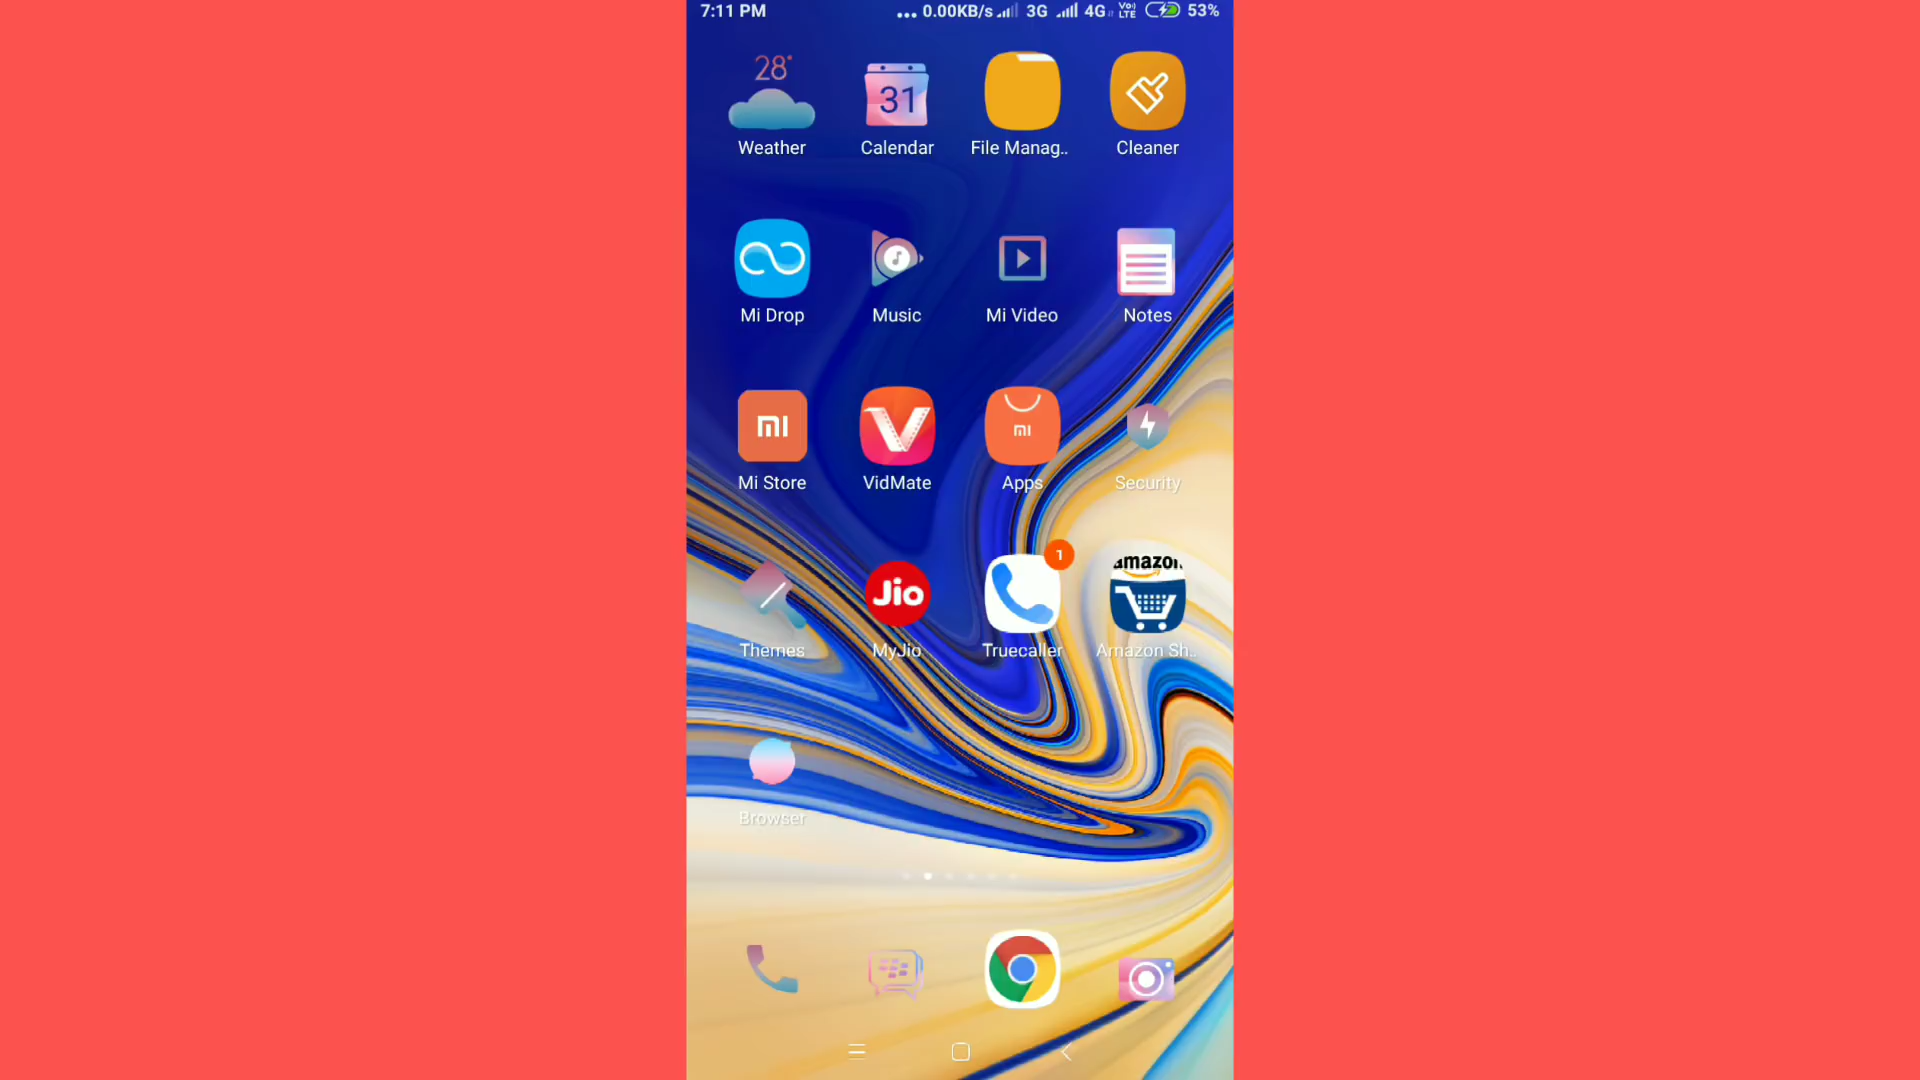 7:11 PM ... 0.00KB/s 3G 4G VoLTE 53%
28°
31
Weather Calendar File Manag.. Cleaner
Mi Drop Music Mi Video Notes
mi
mi
Mi Store VidMate Apps Security
1
Jio
amazon
Themes MyJio Truecaller Amazon Sh..
Browser